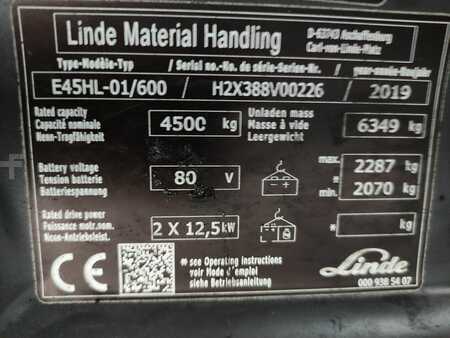 Linde Material Handling
D-63743 Aschaffenburg
Carl-von-Linde-Platz
Type-Modèle-Typ / Serial no.-No. de série-Serien-Nr. / year-année-Baujahr
E45HL-01/600 / H2X388V00226 / 2019
Rated capacity
Capacité nominale
Nenn-Tragfähigkeit
4500 kg
Unladen mass
Masse à vide
Leergewicht
6349 kg
Battery voltage
Tension batterie
Batteriespannung
80 V
max. 2287 kg
min. 2070 kg
Rated drive power
Puissance motr.nom.
Nenn-Antriebsleist.
2 X 12,5 kW
* kg
CE
* see Operating instructions
voir Mode d'emploi
siehe Betriebsanleitung
Linde
000 938 54 07